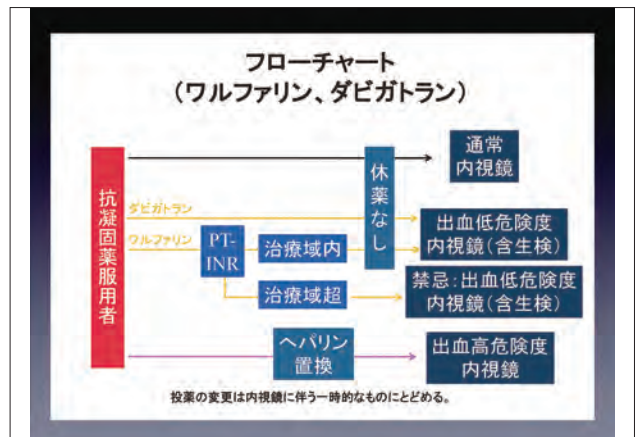 フローチャート
(ワルファリン、ダビガトラン)
抗凝固薬服用者
ダビガトラン
ワルファリン
PT-
INR
治療域内
治療域超
休薬なし
ヘパリン
置換
通常
内視鏡
出血低危険度
内視鏡(含生検)
禁忌:出血低危険度
内視鏡(含生検)
出血高危険度
内視鏡
投薬の変更は内視鏡に伴う一時的なものにとどめる。